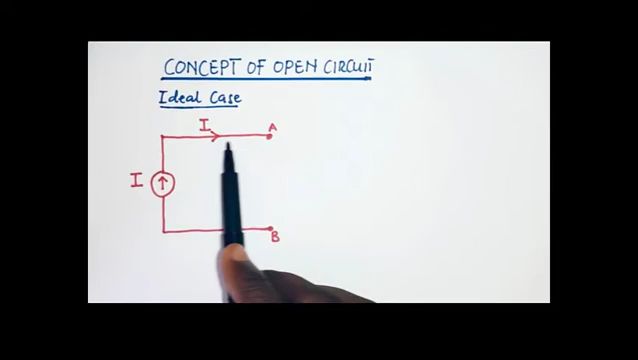 CONCEPT OF OPEN CIRCUIT
Ideal Case
I
A
I
B